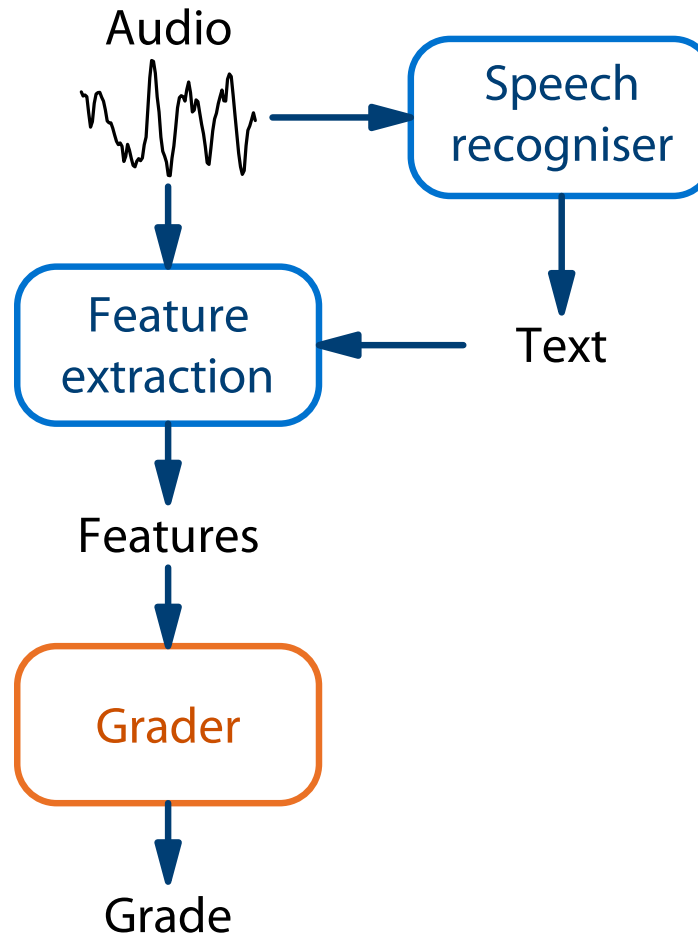 Audio
Speech
recogniser
Feature
extraction
Text
Features
Grader
Grade